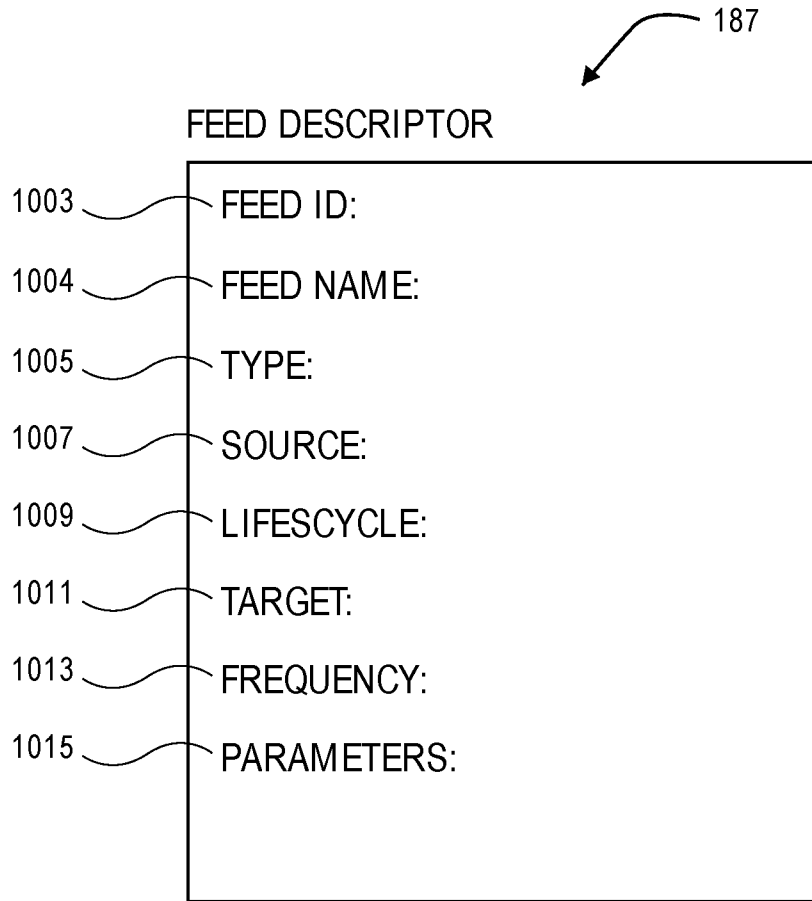 187
FEED DESCRIPTOR
1003 FEED ID:
1004 FEED NAME:
1005 TYPE:
1007 SOURCE:
1009 LIFESCYCLE:
1011 TARGET:
1013 FREQUENCY:
1015 PARAMETERS: